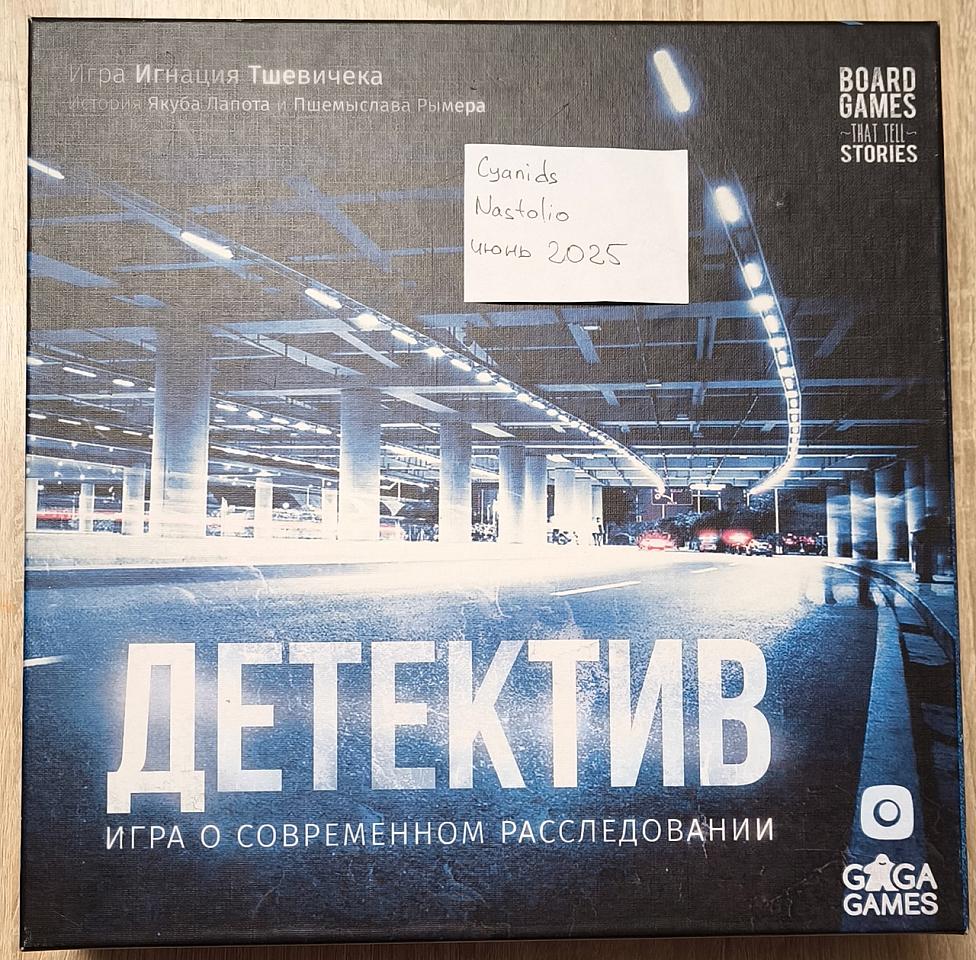 Игра Игнация Тшевичека
История Якуба Лапота и Пшемыслава Рымера
BOARD
GAMES
~THAT TELL~
STORIES
Cyanids
Nastolio
июнь 2025
ДЕТЕКТИВ
ИГРА О СОВРЕМЕННОМ РАССЛЕДОВАНИИ
GAGA
GAMES